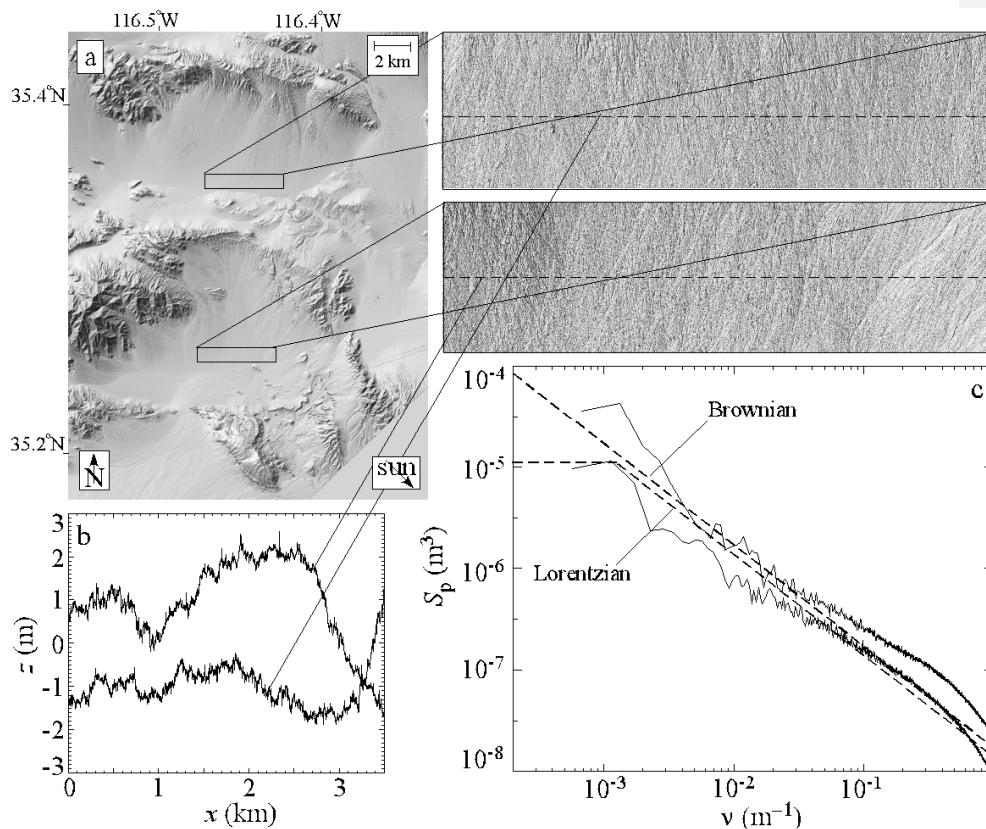 116.5°W 116.4°W
a
2 km
35.4°N
35.2°N
N
sun
b
3
2
1
0
-1
-2
-3
z (m)
0 1 2 3
x (km)
c
10⁻⁴
10⁻⁵
10⁻⁶
10⁻⁷
10⁻⁸
Sₚ (m³)
Brownian
Lorentzian
10⁻³ 10⁻² 10⁻¹ 10⁰
ν (m⁻¹)